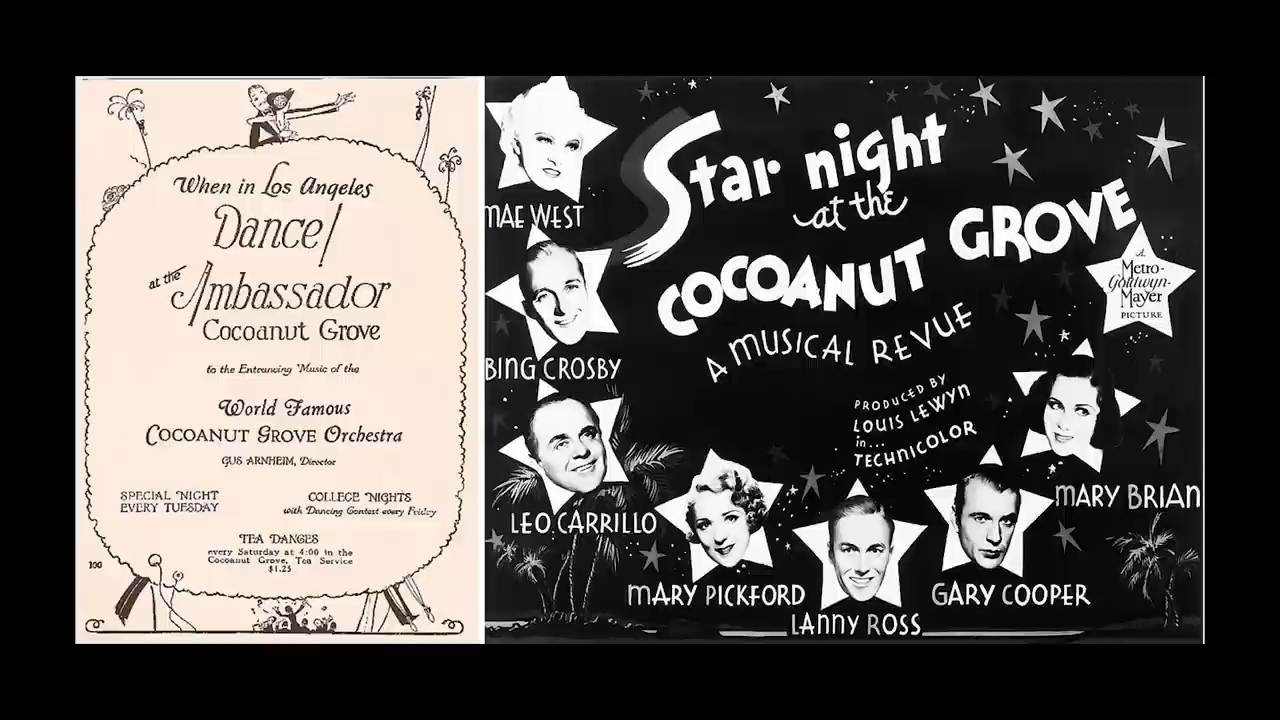 When in Los Angeles
Dance!
at the Ambassador
Cocoanut Grove
to the Entrancing Music of the
World Famous
COCOANUT GROVE Orchestra
GUS ARNHEIM, Director
SPECIAL NIGHT
EVERY TUESDAY
COLLEGE NIGHTS
with Dancing Contest every Friday
TEA DANCES
every Saturday at 4:00 in the
Cocoanut Grove, Tea Service
$1.25
100
Star night
at the
COCOANUT GROVE
A MUSICAL REVUE
PRODUCED BY
LOUIS LEWYN
in...
TECHNICOLOR
A
Metro-
Goldwyn-
Mayer
PICTURE
MAE WEST
BING CROSBY
LEO CARRILLO
MARY PICKFORD
LANNY ROSS
GARY COOPER
MARY BRIAN